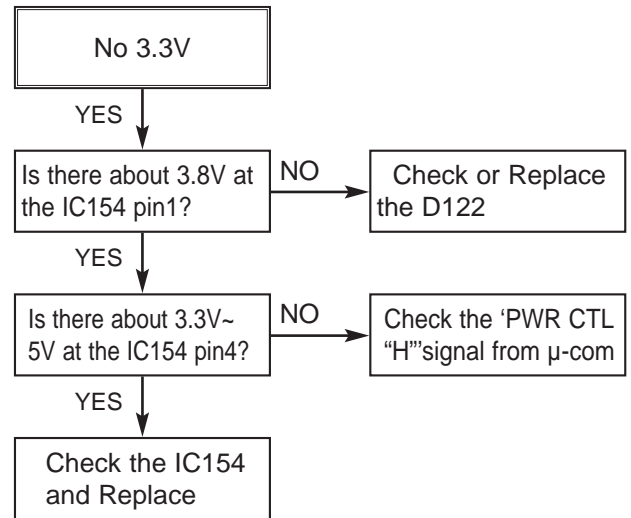 No 3.3V
YES
Is there about 3.8V at
the IC154 pin1?
NO
Check or Replace
the D122
YES
Is there about 3.3V~
5V at the IC154 pin4?
NO
Check the ‘PWR CTL
“H”’signal from µ-com
YES
Check the IC154
and Replace